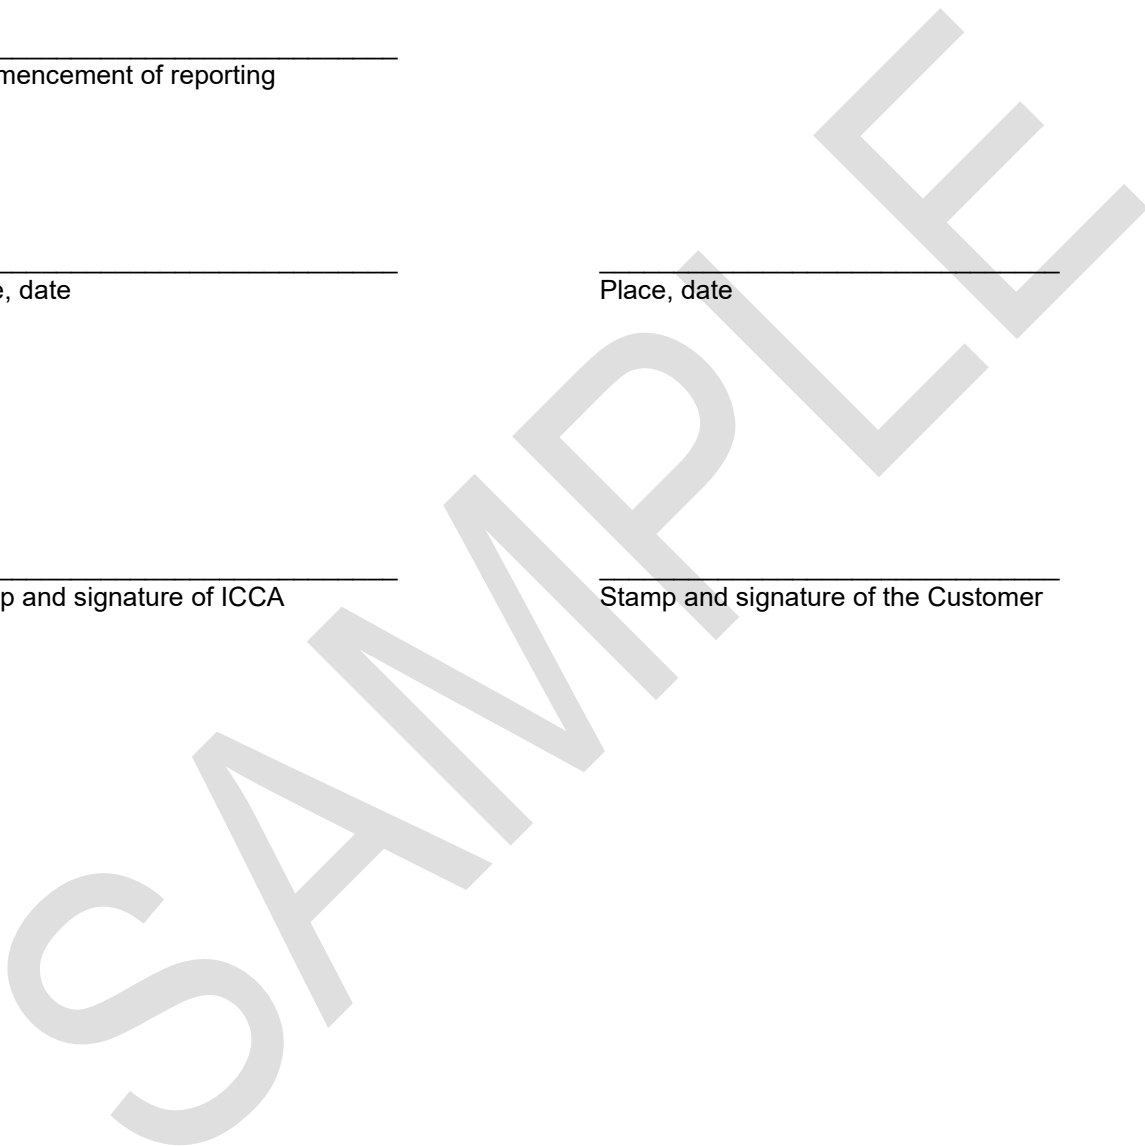 mencement of reporting
, date
Place, date
p and signature of ICCA
Stamp and signature of the Customer
SAMPLE